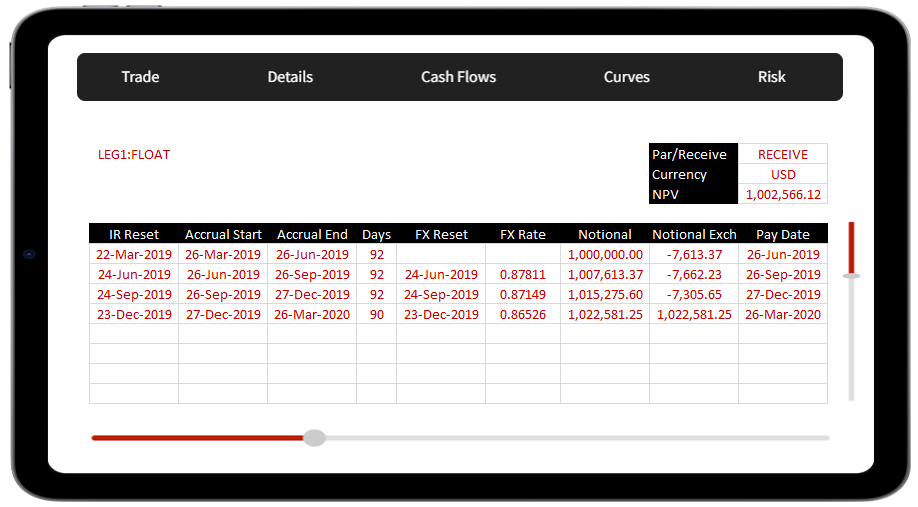 Trade Details Cash Flows Curves Risk
LEG1:FLOAT Par/Receive RECEIVE
Currency USD
NPV 1,002,566.12
IR Reset Accrual Start Accrual End Days FX Reset FX Rate Notional Notional Exch Pay Date
22-Mar-2019 26-Mar-2019 26-Jun-2019 92 1,000,000.00 -7,613.37 26-Jun-2019
24-Jun-2019 26-Jun-2019 26-Sep-2019 92 24-Jun-2019 0.87811 1,007,613.37 -7,662.23 26-Sep-2019
24-Sep-2019 26-Sep-2019 27-Dec-2019 92 24-Sep-2019 0.87149 1,015,275.60 -7,305.65 27-Dec-2019
23-Dec-2019 27-Dec-2019 26-Mar-2020 90 23-Dec-2019 0.86526 1,022,581.25 1,022,581.25 26-Mar-2020